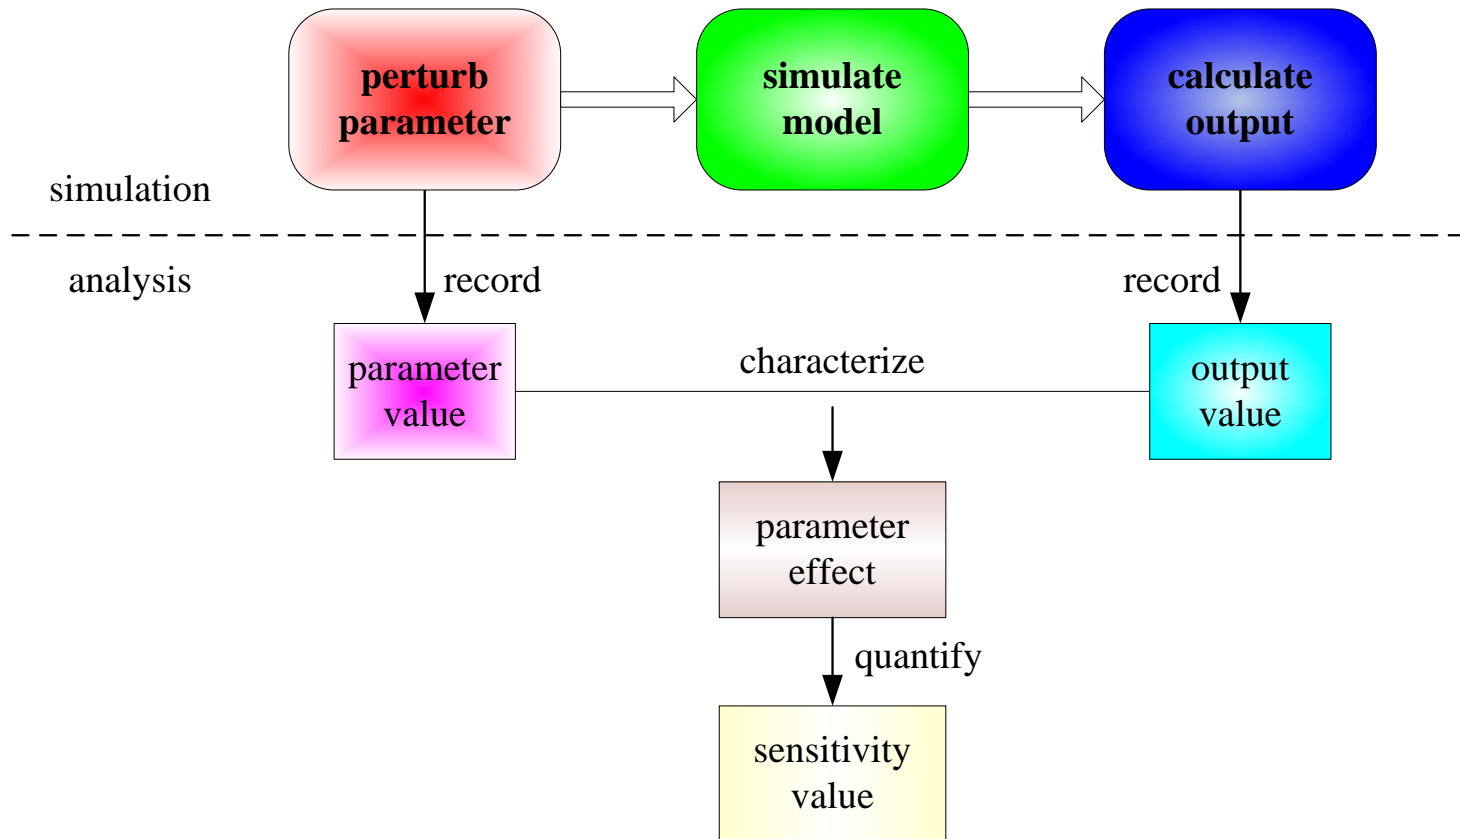 perturb
parameter
simulate
model
calculate
output
simulation
analysis
record
record
parameter
value
characterize
output
value
parameter
effect
quantify
sensitivity
value